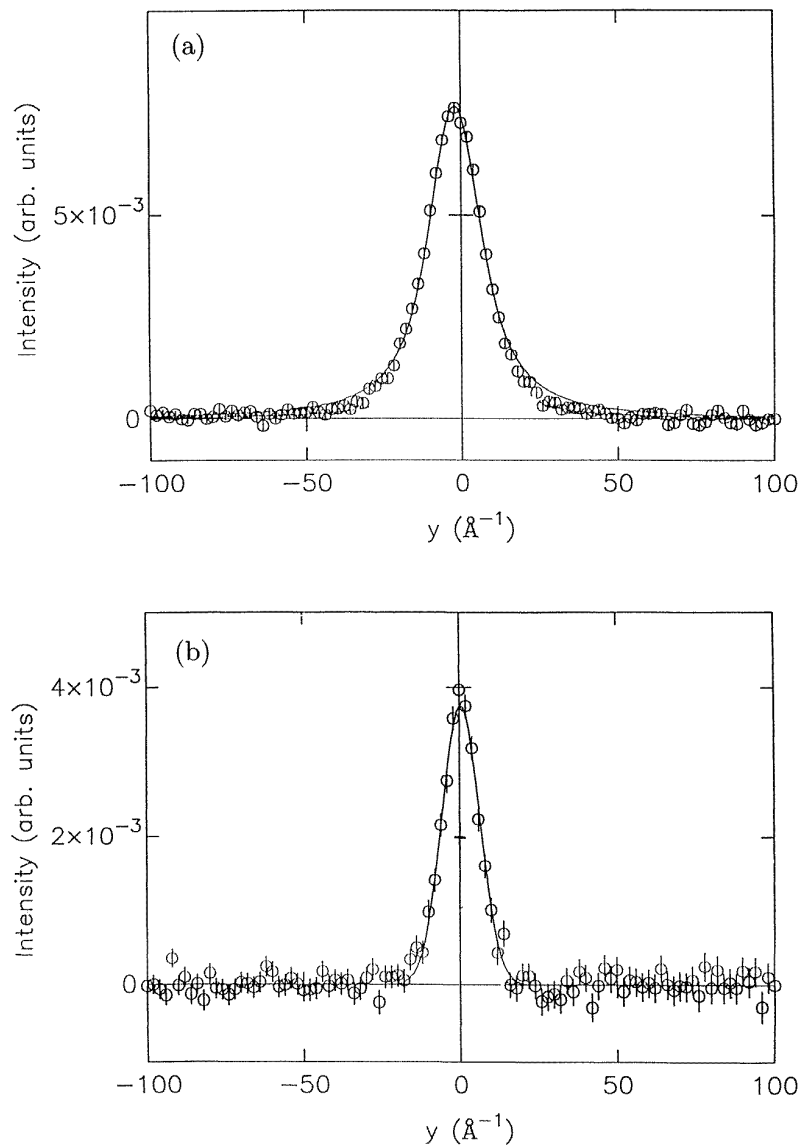 (a)
Intensity (arb. units)
5×10⁻³
0
−100 −50 0 50 100
y (Å⁻¹)
(b)
Intensity (arb. units)
4×10⁻³
2×10⁻³
0
−100 −50 0 50 100
y (Å⁻¹)